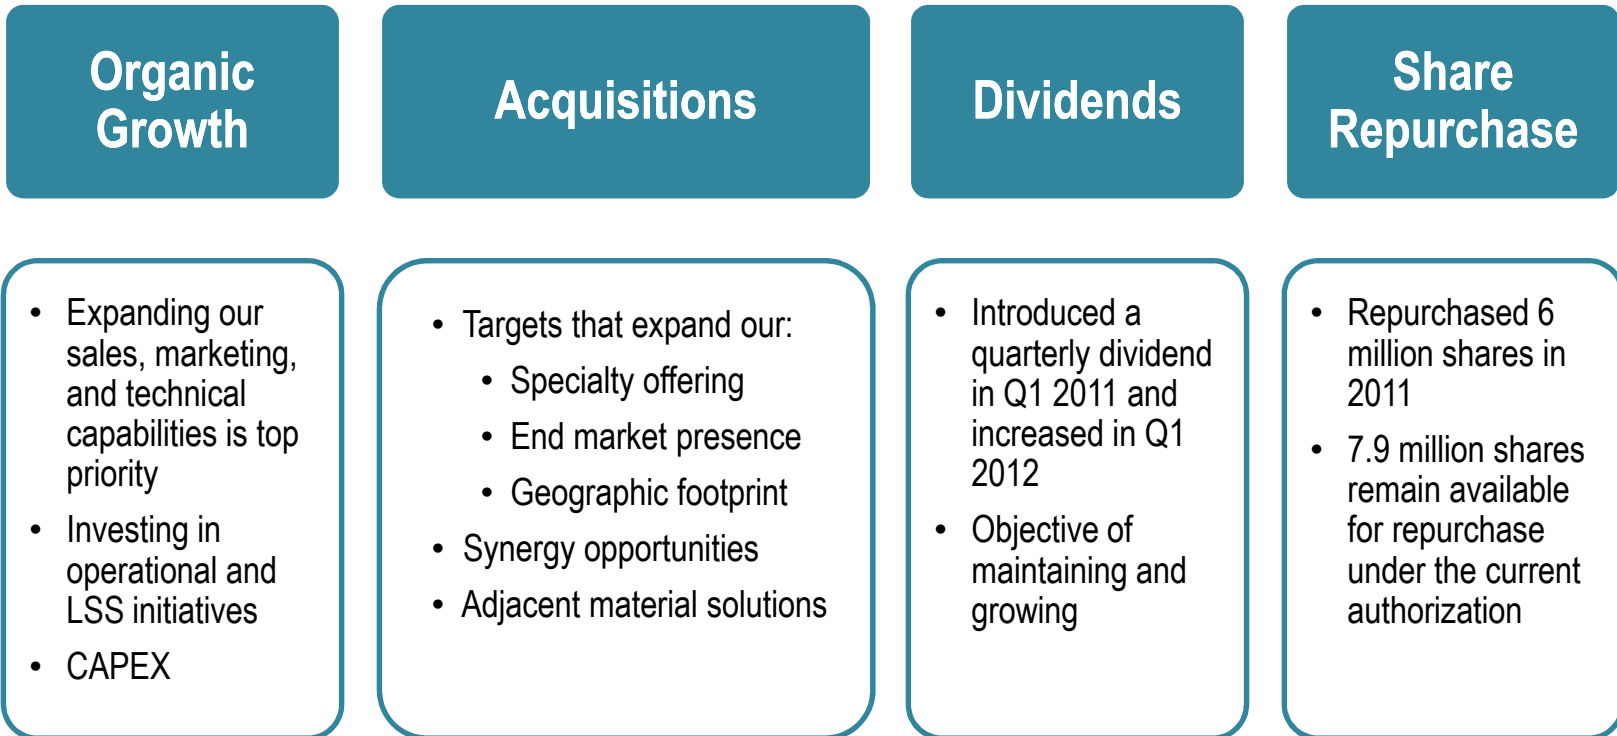 Organic
Growth
Acquisitions
Dividends
Share
Repurchase
• Expanding our
sales, marketing,
and technical
capabilities is top
priority
• Investing in
operational and
LSS initiatives
• CAPEX
• Targets that expand our:
• Specialty offering
• End market presence
• Geographic footprint
• Synergy opportunities
• Adjacent material solutions
• Introduced a
quarterly dividend
in Q1 2011 and
increased in Q1
2012
• Objective of
maintaining and
growing
• Repurchased 6
million shares in
2011
• 7.9 million shares
remain available
for repurchase
under the current
authorization